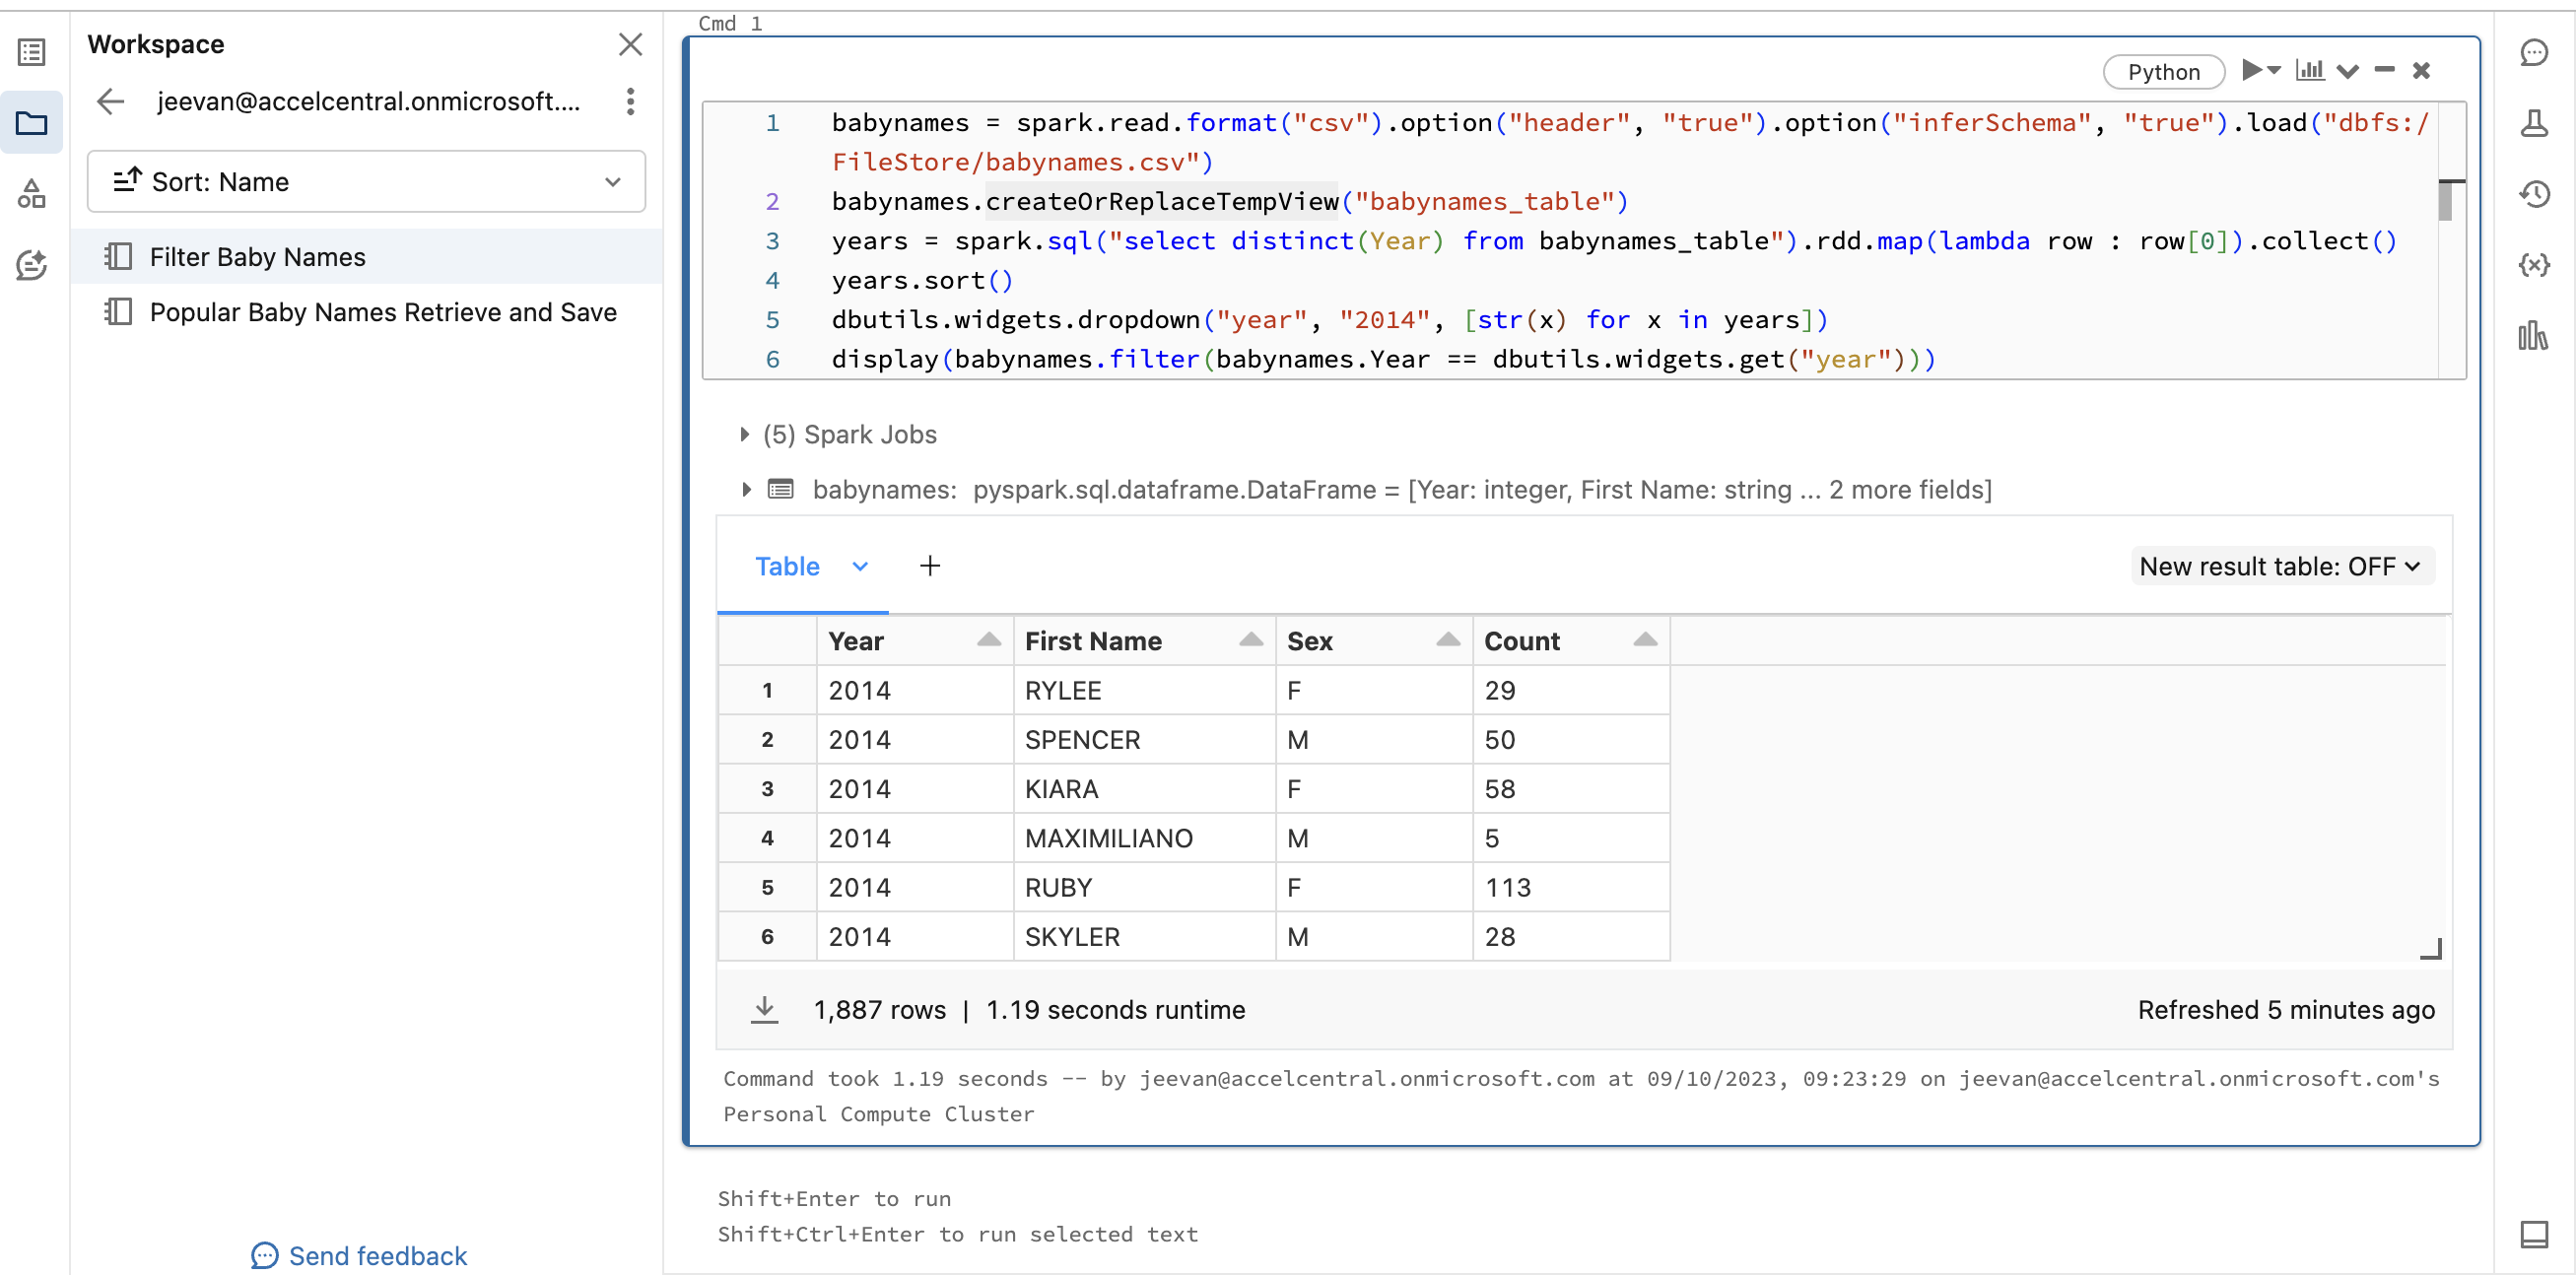 Workspace
jeevan@accelcentral.onmicrosoft....
Sort: Name
Filter Baby Names
Popular Baby Names Retrieve and Save
Send feedback
Cmd 1
Python
1 babynames = spark.read.format("csv").option("header", "true").option("inferSchema", "true").load("dbfs:/
FileStore/babynames.csv")
2 babynames.createOrReplaceTempView("babynames_table")
3 years = spark.sql("select distinct(Year) from babynames_table").rdd.map(lambda row : row[0]).collect()
4 years.sort()
5 dbutils.widgets.dropdown("year", "2014", [str(x) for x in years])
6 display(babynames.filter(babynames.Year == dbutils.widgets.get("year")))
(5) Spark Jobs
babynames: pyspark.sql.dataframe.DataFrame = [Year: integer, First Name: string ... 2 more fields]
Table + New result table: OFF
Year First Name Sex Count
1 2014 RYLEE F 29
2 2014 SPENCER M 50
3 2014 KIARA F 58
4 2014 MAXIMILIANO M 5
5 2014 RUBY F 113
6 2014 SKYLER M 28
1,887 rows | 1.19 seconds runtime Refreshed 5 minutes ago
Command took 1.19 seconds -- by jeevan@accelcentral.onmicrosoft.com at 09/10/2023, 09:23:29 on jeevan@accelcentral.onmicrosoft.com's
Personal Compute Cluster
Shift+Enter to run
Shift+Ctrl+Enter to run selected text